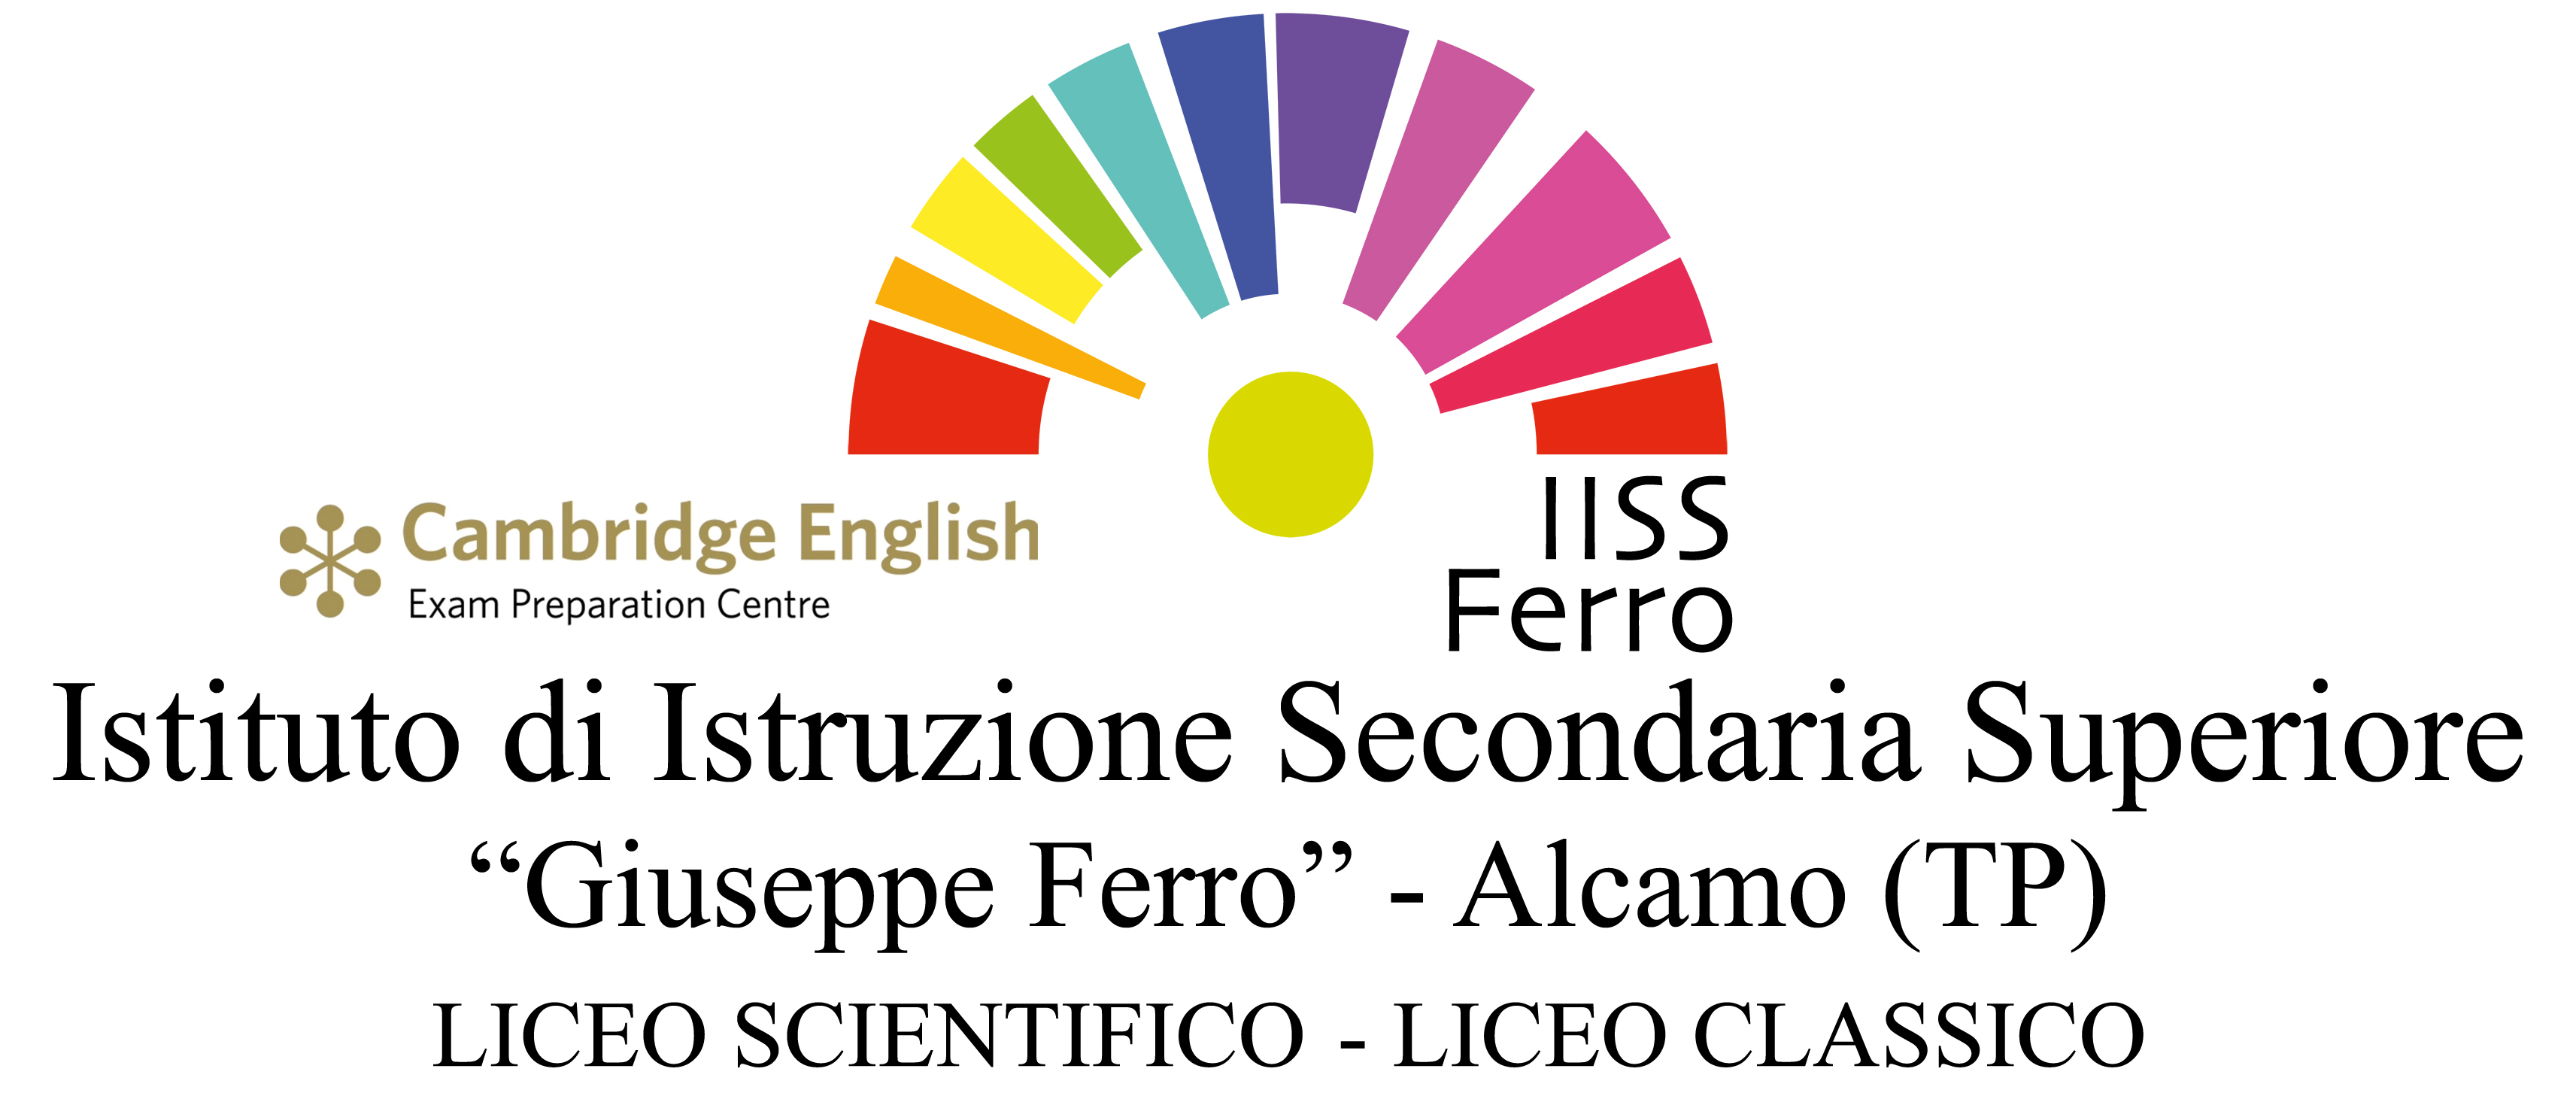 Cambridge English
Exam Preparation Centre
IISS
Ferro
Istituto di Istruzione Secondaria Superiore
“Giuseppe Ferro” - Alcamo (TP)
LICEO SCIENTIFICO - LICEO CLASSICO